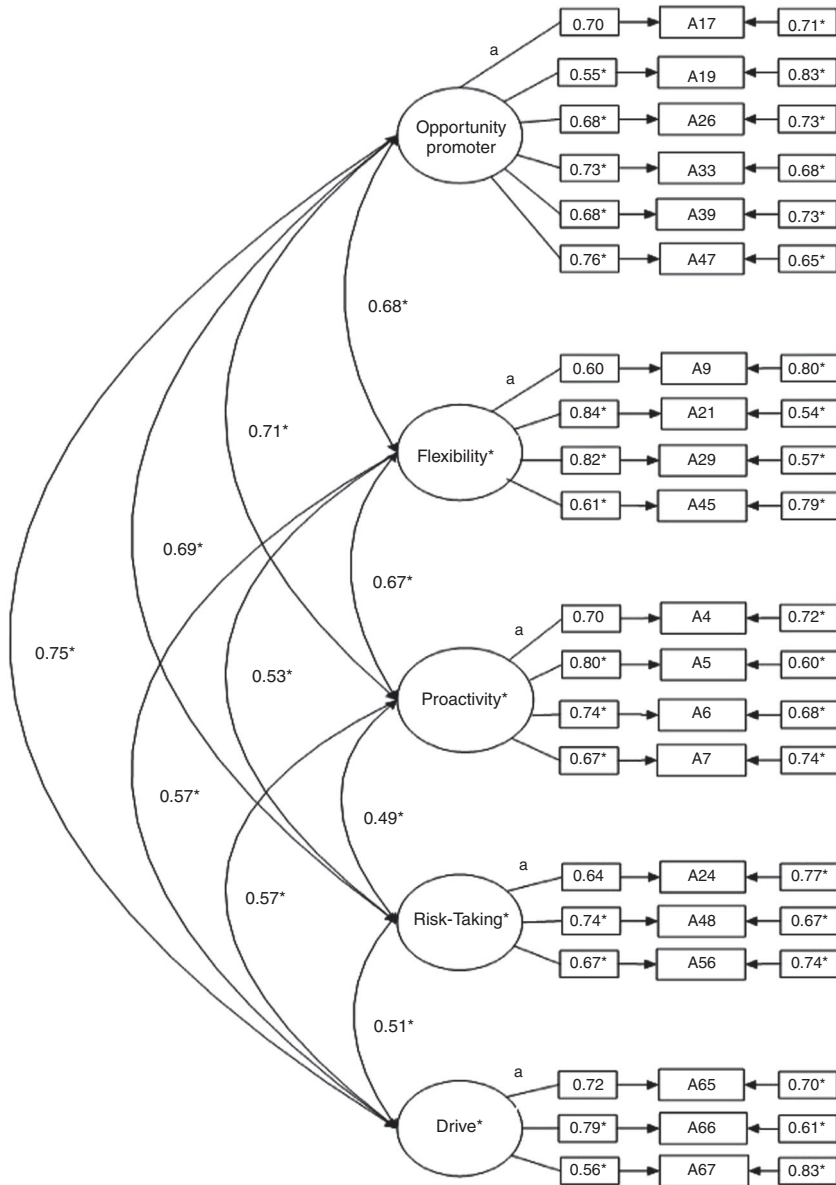 0.70 A17 0.71*
a
0.55* A19 0.83*
Opportunity
promoter
0.68* A26 0.73*
0.73* A33 0.68*
0.68* A39 0.73*
0.76* A47 0.65*
0.68*
0.60 A9 0.80*
a
0.84* A21 0.54*
0.71*
Flexibility*
0.82* A29 0.57*
0.61* A45 0.79*
0.69*
0.67*
0.70 A4 0.72*
a
0.75*
0.80* A5 0.60*
0.53*
Proactivity*
0.74* A6 0.68*
0.67* A7 0.74*
0.57*
0.49*
a
0.64 A24 0.77*
0.57*
Risk-Taking*
0.74* A48 0.67*
0.67* A56 0.74*
0.51*
a
0.72 A65 0.70*
Drive*
0.79* A66 0.61*
0.56* A67 0.83*